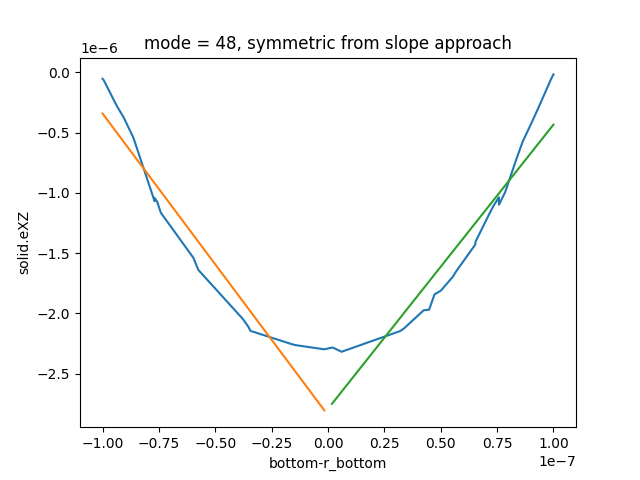 mode = 48, symmetric from slope approach
1e−6
0.0
−0.5
−1.0
−1.5
−2.0
−2.5
solid.eXZ
−1.00 −0.75 −0.50 −0.25 0.00 0.25 0.50 0.75 1.00
bottom-r_bottom
1e−7